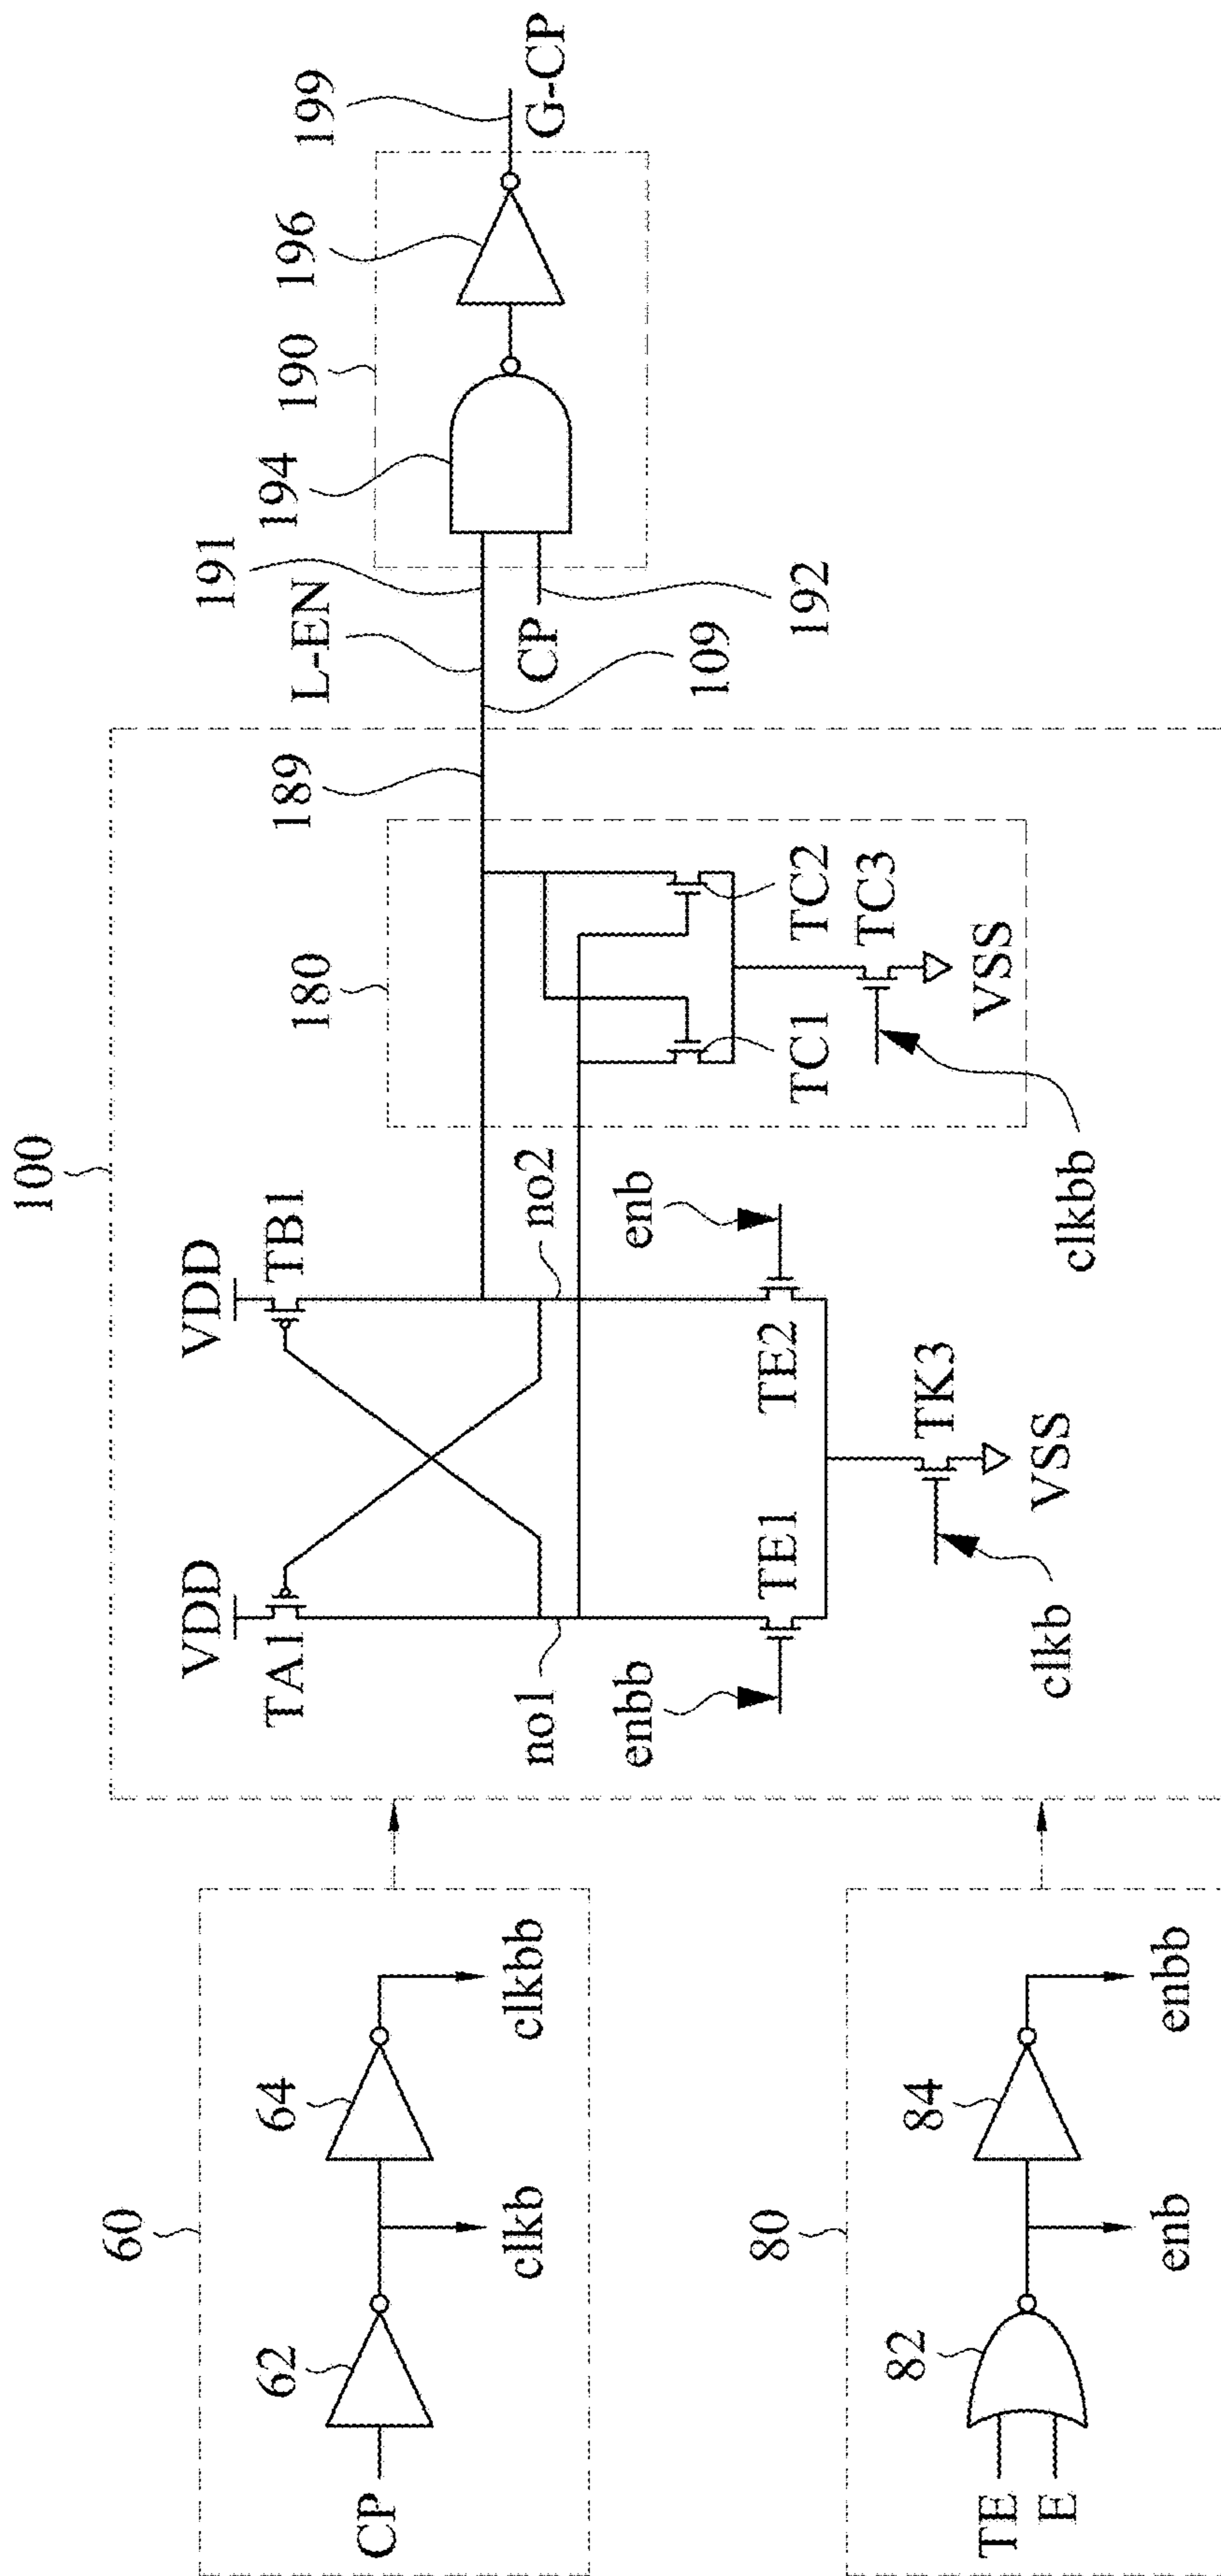 100
60
CP
62
64
clkb
clkbb
80
TE
E
82
84
enb
enbb
VDD
VDD
TA1
TB1
no1
no2
enbb
enb
TE1
TE2
clkb
TK3
VSS
180
TC1
TC2
TC3
clkbb
VSS
189
109
L-EN
191
CP
192
190
194
196
199
G-CP